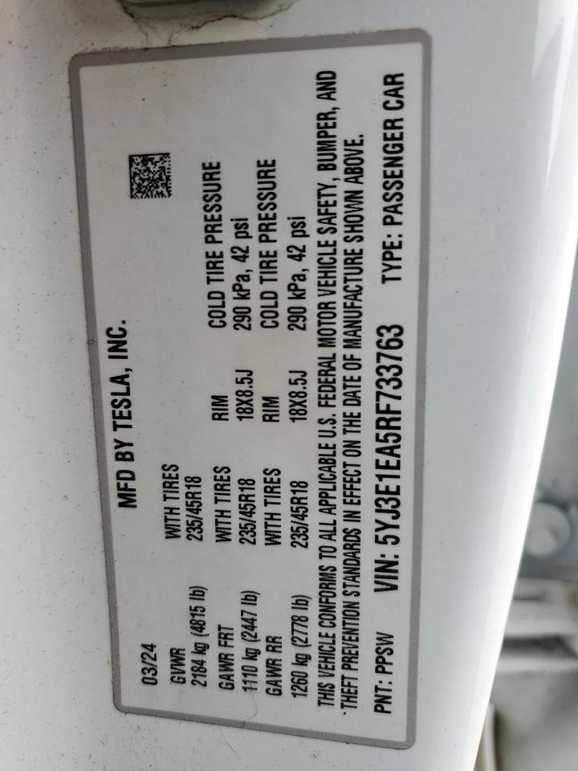 MFD BY TESLA, INC.
03/24
GVWR WITH TIRES
2184 kg (4815 lb) 235/45R18
GAWR FRT WITH TIRES RIM COLD TIRE PRESSURE
1110 kg (2447 lb) 235/45R18 18X8.5J 290 kPa, 42 psi
GAWR RR WITH TIRES RIM COLD TIRE PRESSURE
1260 kg (2778 lb) 235/45R18 18X8.5J 290 kPa, 42 psi
THIS VEHICLE CONFORMS TO ALL APPLICABLE U.S. FEDERAL MOTOR VEHICLE SAFETY, BUMPER, AND
THEFT PREVENTION STANDARDS IN EFFECT ON THE DATE OF MANUFACTURE SHOWN ABOVE.
PNT: PPSW VIN: 5YJ3E1EA5RF733763 TYPE: PASSENGER CAR